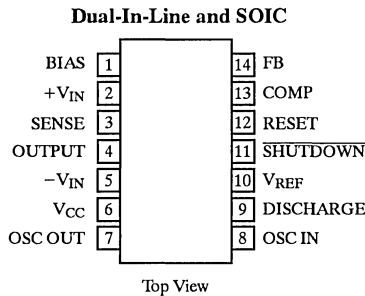 Dual-In-Line and SOIC
BIAS 1 14 FB
+VIN 2 13 COMP
SENSE 3 12 RESET
OUTPUT 4 11 SHUTDOWN
−VIN 5 10 VREF
VCC 6 9 DISCHARGE
OSC OUT 7 8 OSC IN
Top View